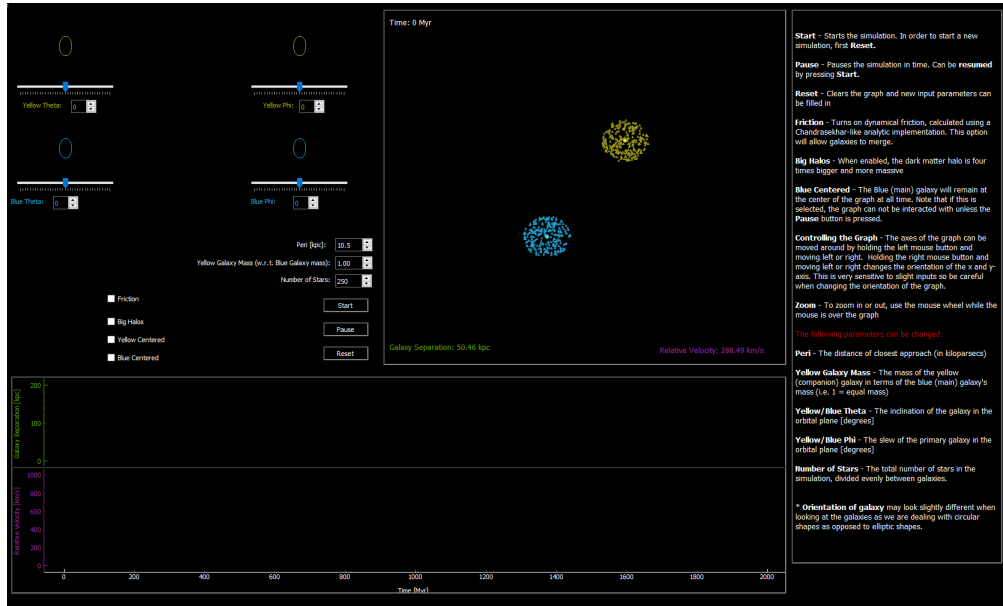 Time: 0 Myr
Yellow Theta: 0
Yellow Phi: 0
Blue Theta: 0
Blue Phi: 0
Peri [kpc]: 10.5
Yellow Galaxy Mass (w.r.t. Blue Galaxy mass): 1.00
Number of Stars: 250
Friction
Big Halos
Yellow Centered
Blue Centered
Start
Pause
Reset
Galaxy Separation: 50.46 kpc
Relative Velocity: 288.49 km/s
Galaxy Separation [kpc]
200
100
0
Relative Velocity [km/s]
1000
800
600
400
200
0
0 200 400 600 800 1000 1200 1400 1600 1800 2000
Time [Myr]
Start - Starts the simulation. In order to start a new
simulation, first Reset.
Pause - Pauses the simulation in time. Can be resumed
by pressing Start.
Reset - Clears the graph and new input parameters can
be filled in
Friction - Turns on dynamical friction, calculated using a
Chandrasekhar-like analytic implementation. This option
will allow galaxies to merge.
Big Halos - When enabled, the dark matter halo is four
times bigger and more massive
Blue Centered - The Blue (main) galaxy will remain at
the center of the graph at all time. Note that if this is
selected, the graph can not be interacted with unless the
Pause button is pressed.
Controlling the Graph - The axes of the graph can be
moved around by holding the left mouse button and
moving left or right. Holding the right mouse button and
moving left or right changes the orientation of the x and y-
axis. This is very sensitive to slight inputs so be careful
when changing the orientation of the graph.
Zoom - To zoom in or out, use the mouse wheel while the
mouse is over the graph
The following parameters can be changed:
Peri - The distance of closest approach (in kiloparsecs)
Yellow Galaxy Mass - The mass of the yellow
(companion) galaxy in terms of the blue (main) galaxy's
mass (i.e. 1 = equal mass)
Yellow/Blue Theta - The inclination of the galaxy in the
orbital plane [degrees]
Yellow/Blue Phi - The slew of the primary galaxy in the
orbital plane [degrees]
Number of Stars - The total number of stars in the
simulation, divided evenly between galaxies.
* Orientation of galaxy may look slightly different when
looking at the galaxies as we are dealing with circular
shapes as opposed to elliptic shapes.